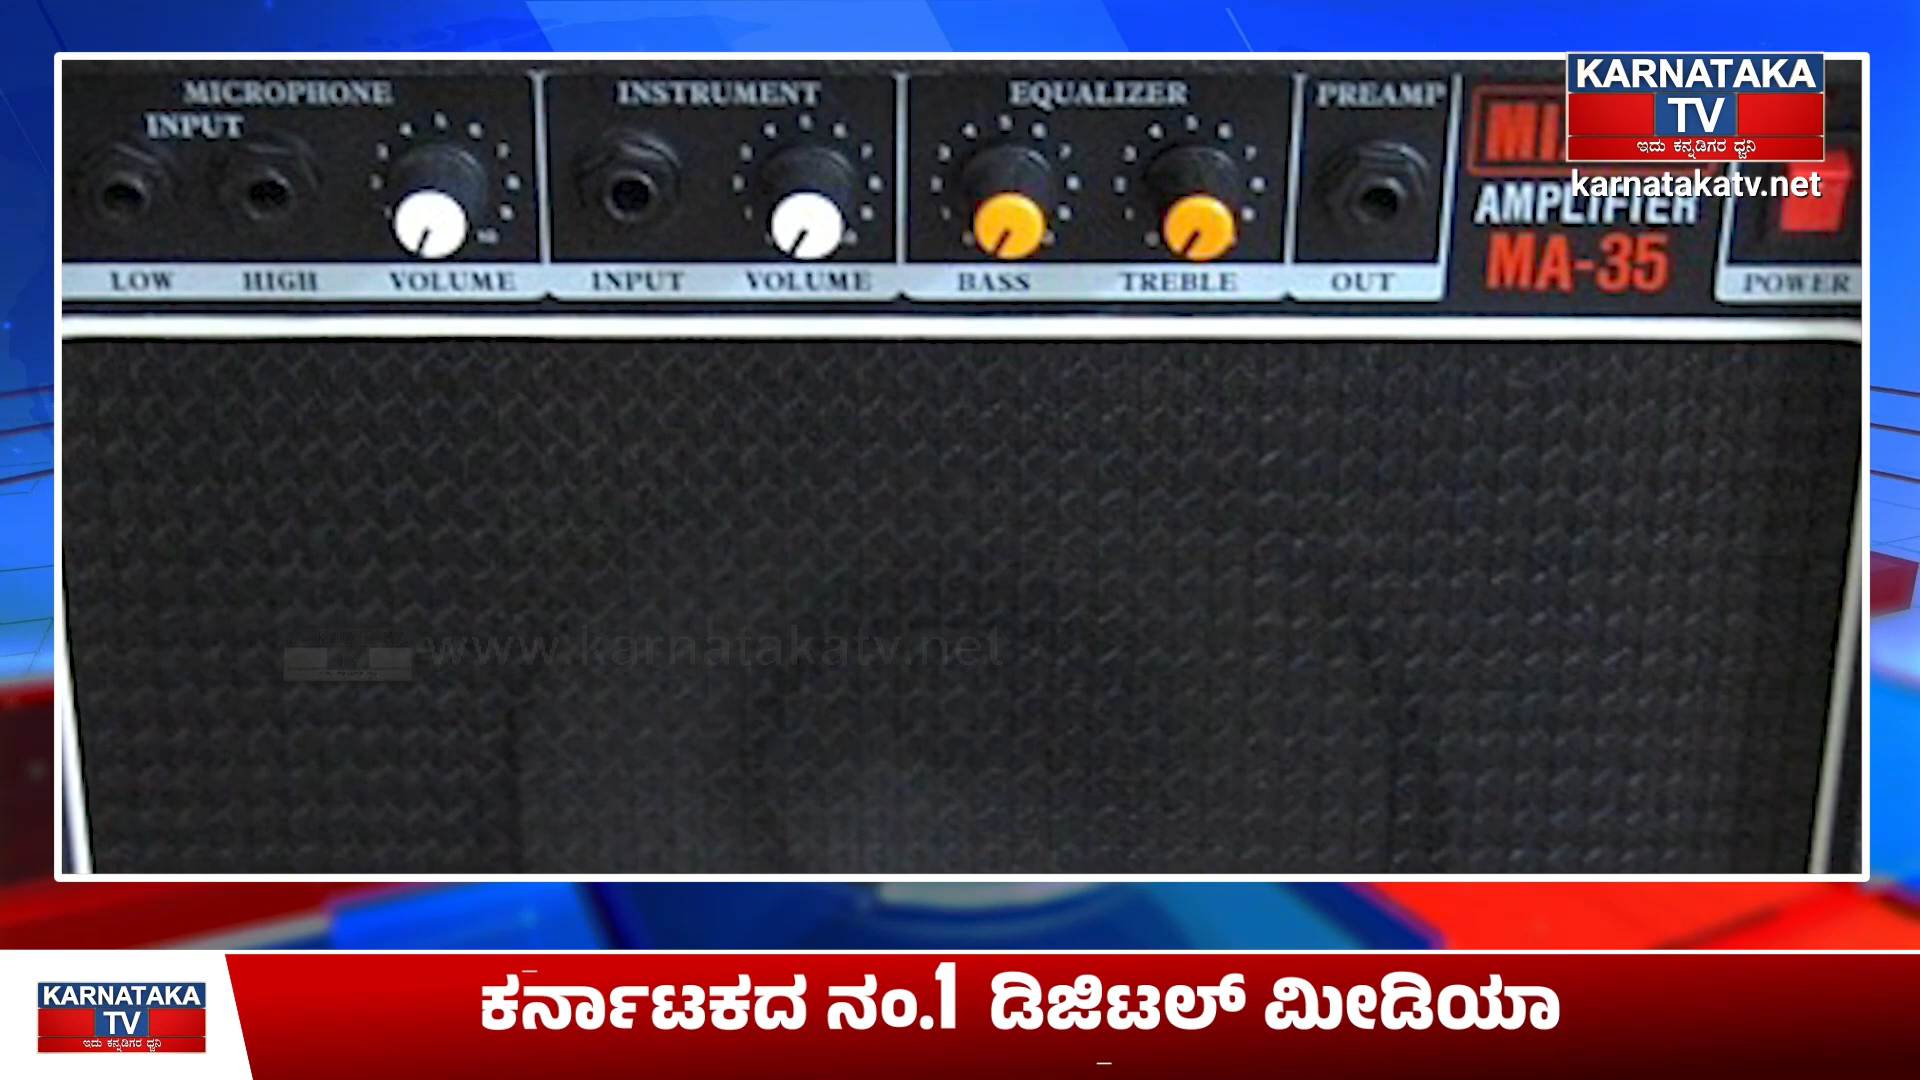 MICROPHONE
INPUT
LOW HIGH VOLUME
INSTRUMENT
INPUT VOLUME
EQUALIZER
BASS TREBLE
PREAMP
OUT
AMPLIFIER
MA-35
POWER
KARNATAKA
TV
ಇದು ಕನ್ನಡಿಗರ ಧ್ವನಿ
karnatakatv.net
www.karnatakatv.net
KARNATAKA
TV
ಇದು ಕನ್ನಡಿಗರ ಧ್ವನಿ
ಕರ್ನಾಟಕದ ನಂ.1 ಡಿಜಿಟಲ್ ಮೀಡಿಯಾ